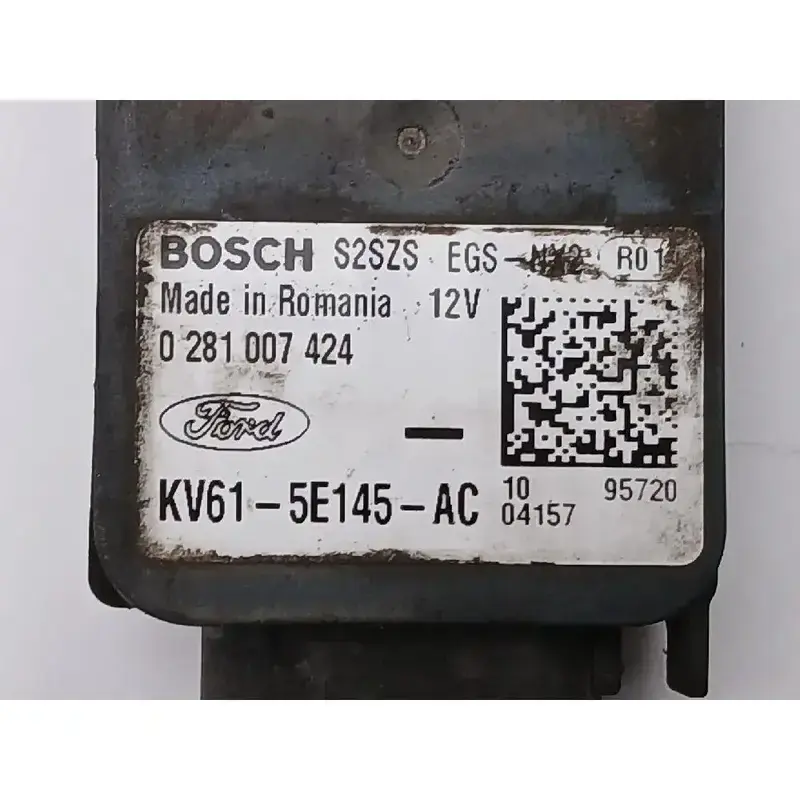 BOSCH S2SZS EGS-N12 R01
Made in Romania 12V
0 281 007 424
Ford
—
KV61-5E145-AC
10 95720
04157